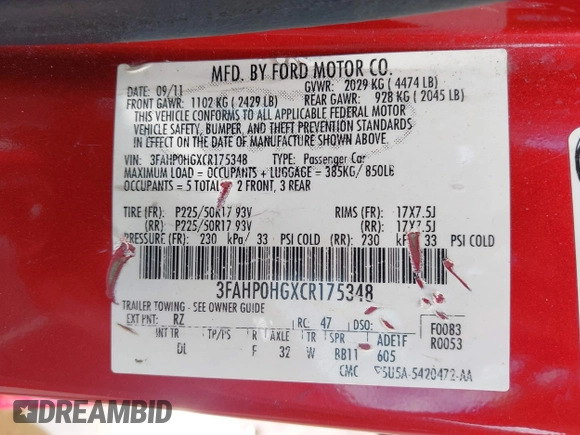 MFD. BY FORD MOTOR CO.
DATE: 09/11 GVWR: 2029 KG (4474 LB)
FRONT GAWR: 1102 KG (2429 LB) REAR GAWR: 928 KG (2045 LB)
THIS VEHICLE CONFORMS TO ALL APPLICABLE FEDERAL MOTOR
VEHICLE SAFETY, BUMPER, AND THEFT PREVENTION STANDARDS
IN EFFECT ON THE DATE OF MANUFACTURE SHOWN ABOVE.
VIN: 3FAHP0HGXCR175348 TYPE: Passenger Car
MAXIMUM LOAD = OCCUPANTS + LUGGAGE = 385KG/850LB
OCCUPANTS = 5 TOTAL 2 FRONT, 3 REAR
TIRE (FR): P225/50R17 93V RIMS (FR): 17X7.5J
(RR) P225/50R17 93V (RR) 17X7.5J
PRESSURE (FR): 230 kPa/ 33 PSI COLD (RR): 230 33 PSI COLD
3FAHP0HGXCR175348
TRAILER TOWING - SEE OWNER GUIDE
EXT PNT: RZ RC: 47 DSO: F0083
INT TR TP/PS R AXLE TR SPR ADE1F R0053
DL F 32 W BB11 605
CMC 5U5A-5420472-AA
DREAMBID